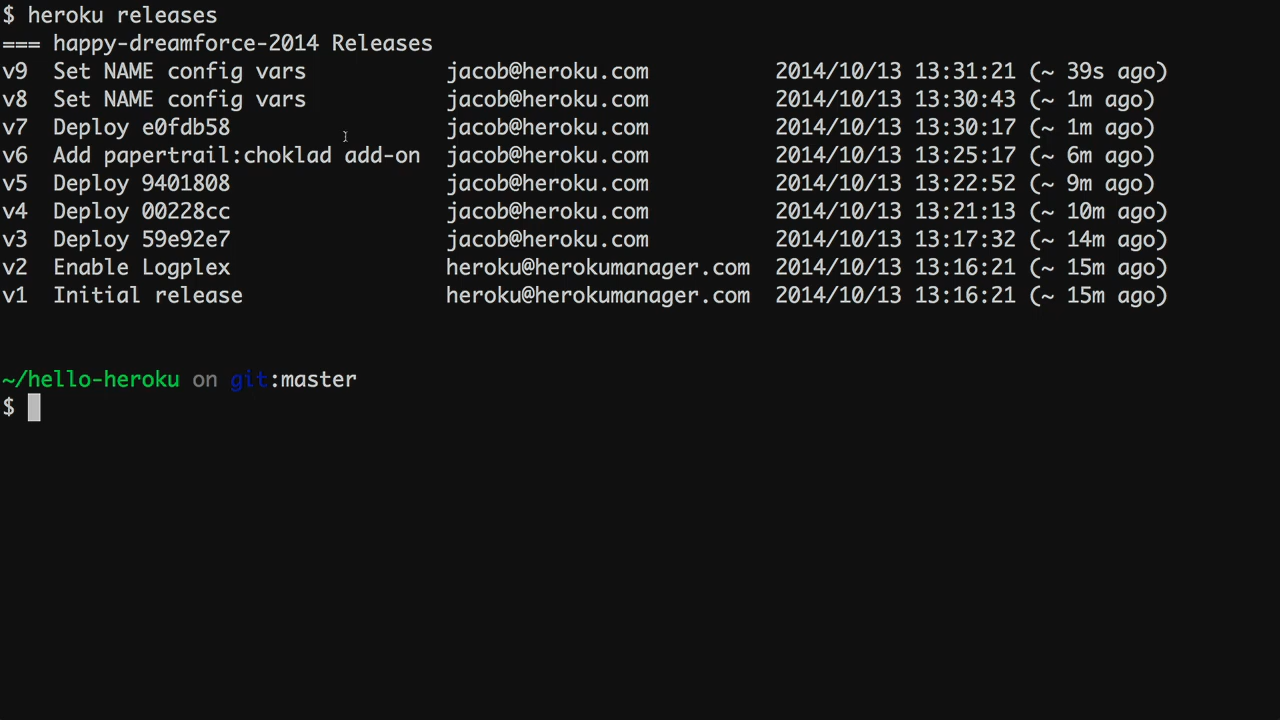 $ heroku releases
=== happy-dreamforce-2014 Releases
v9  Set NAME config vars           jacob@heroku.com          2014/10/13 13:31:21 (~ 39s ago)
v8  Set NAME config vars           jacob@heroku.com          2014/10/13 13:30:43 (~ 1m ago)
v7  Deploy e0fdb58                 jacob@heroku.com          2014/10/13 13:30:17 (~ 1m ago)
v6  Add papertrail:choklad add-on  jacob@heroku.com          2014/10/13 13:25:17 (~ 6m ago)
v5  Deploy 9401808                 jacob@heroku.com          2014/10/13 13:22:52 (~ 9m ago)
v4  Deploy 00228cc                 jacob@heroku.com          2014/10/13 13:21:13 (~ 10m ago)
v3  Deploy 59e92e7                 jacob@heroku.com          2014/10/13 13:17:32 (~ 14m ago)
v2  Enable Logplex                 heroku@herokumanager.com  2014/10/13 13:16:21 (~ 15m ago)
v1  Initial release                heroku@herokumanager.com  2014/10/13 13:16:21 (~ 15m ago)
~/hello-heroku on git:master
$